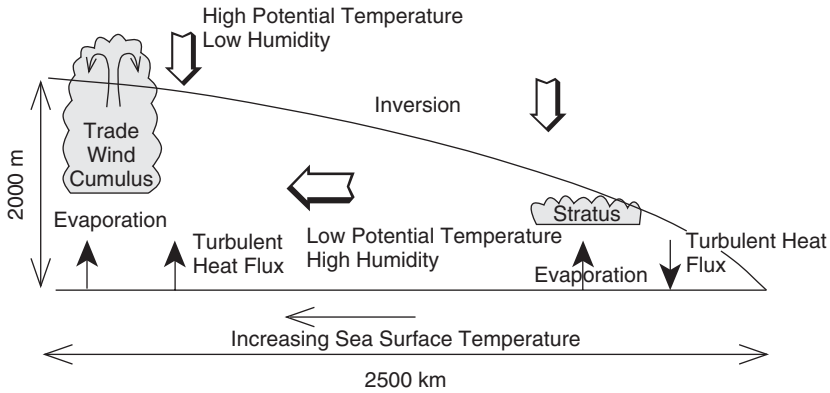 High Potential Temperature
Low Humidity
Inversion
Trade
Wind
Cumulus
2000 m
Stratus
Evaporation
Turbulent
Heat Flux
Low Potential Temperature
High Humidity
Turbulent Heat
Flux
Evaporation
Increasing Sea Surface Temperature
2500 km